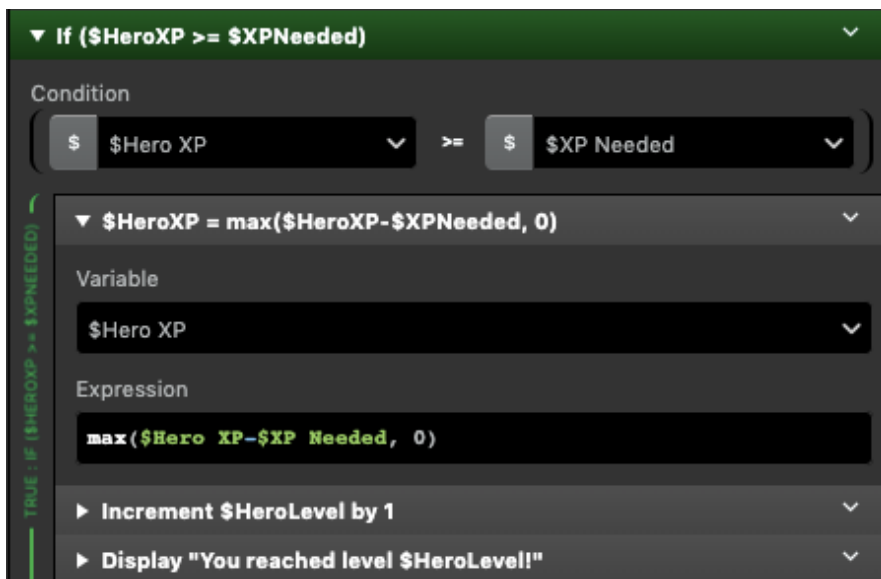 ▼ If ($HeroXP >= $XPNeeded)
Condition
$ $Hero XP >= $ $XP Needed
TRUE : IF ($HEROXP >= $XPNEEDED)
▼ $HeroXP = max($HeroXP-$XPNeeded, 0)
Variable
$Hero XP
Expression
max($Hero XP-$XP Needed, 0)
▶ Increment $HeroLevel by 1
▶ Display "You reached level $HeroLevel!"